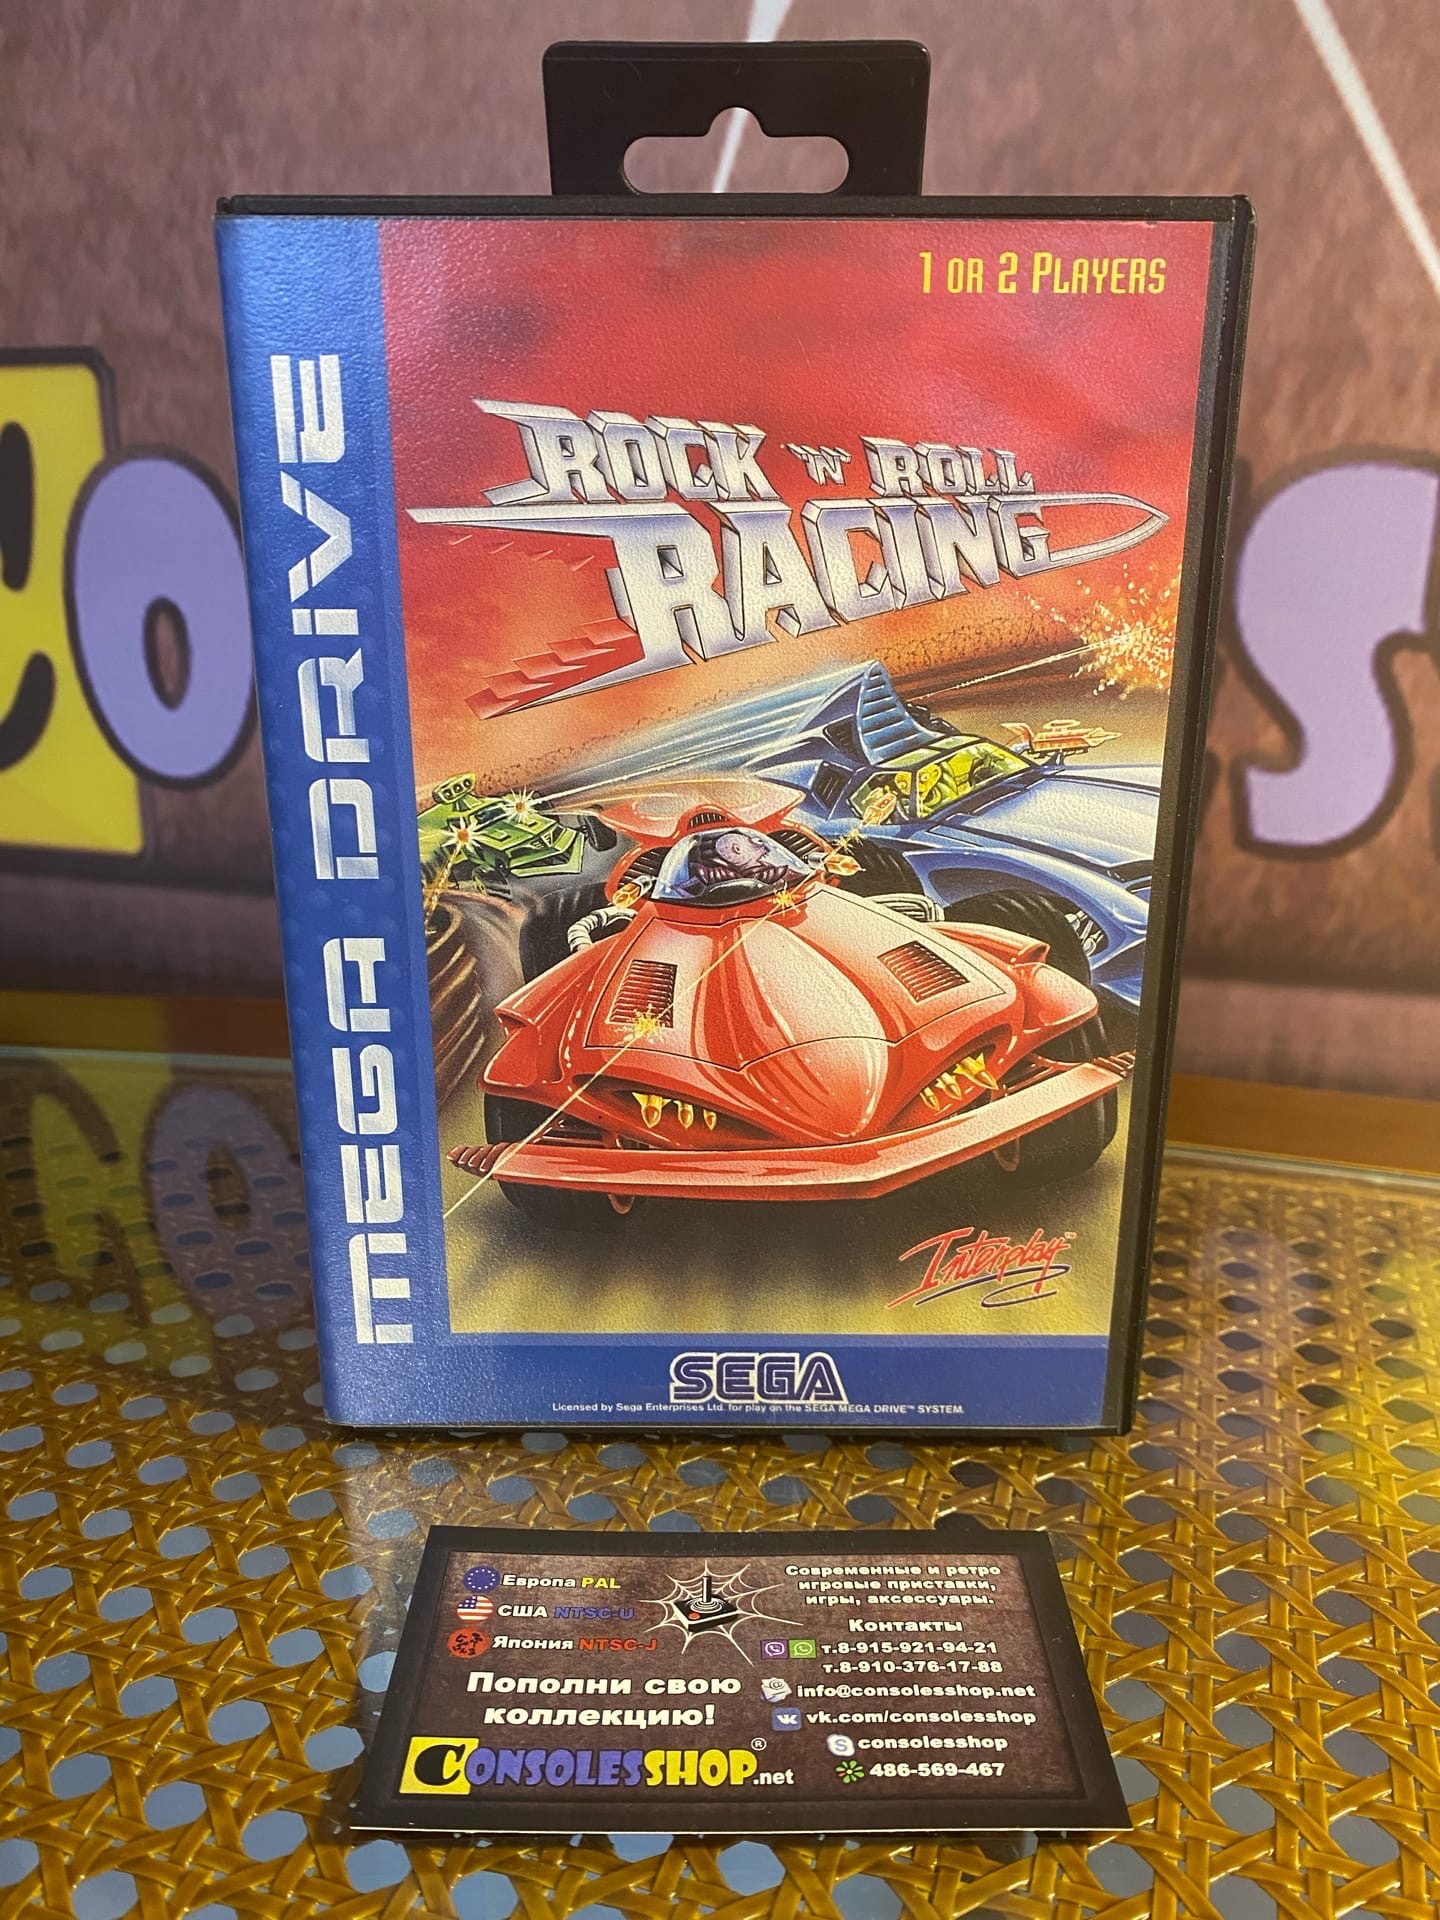 1 OR 2 PLAYERS
ROCK 'N' ROLL
RACING
MEGA DRIVE
Interplay™
SEGA
Licensed by Sega Enterprises Ltd. for play on the SEGA MEGA DRIVE™ SYSTEM.
Европа PAL
США NTSC-U
Япония NTSC-J
Пополни свою
коллекцию!
CONSOLESSHOP®.net
Современные и ретро
игровые приставки,
игры, аксессуары.
Контакты
т.8-915-921-94-21
т.8-910-376-17-88
info@consolesshop.net
vk.com/consolesshop
consolesshop
486-569-467